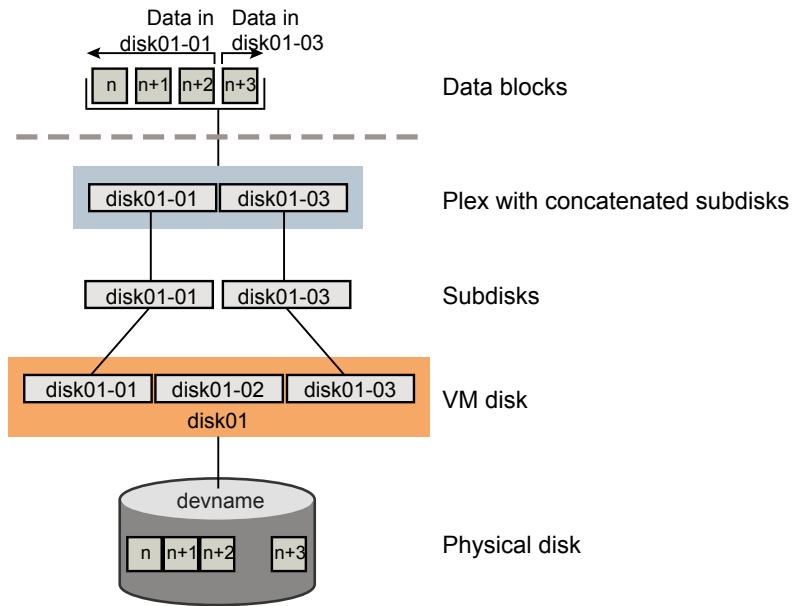 Data in
disk01-01
Data in
disk01-03
n n+1 n+2 n+3
Data blocks
disk01-01 disk01-03
Plex with concatenated subdisks
disk01-01 disk01-03
Subdisks
disk01-01 disk01-02 disk01-03
disk01
VM disk
devname
n n+1 n+2 n+3
Physical disk